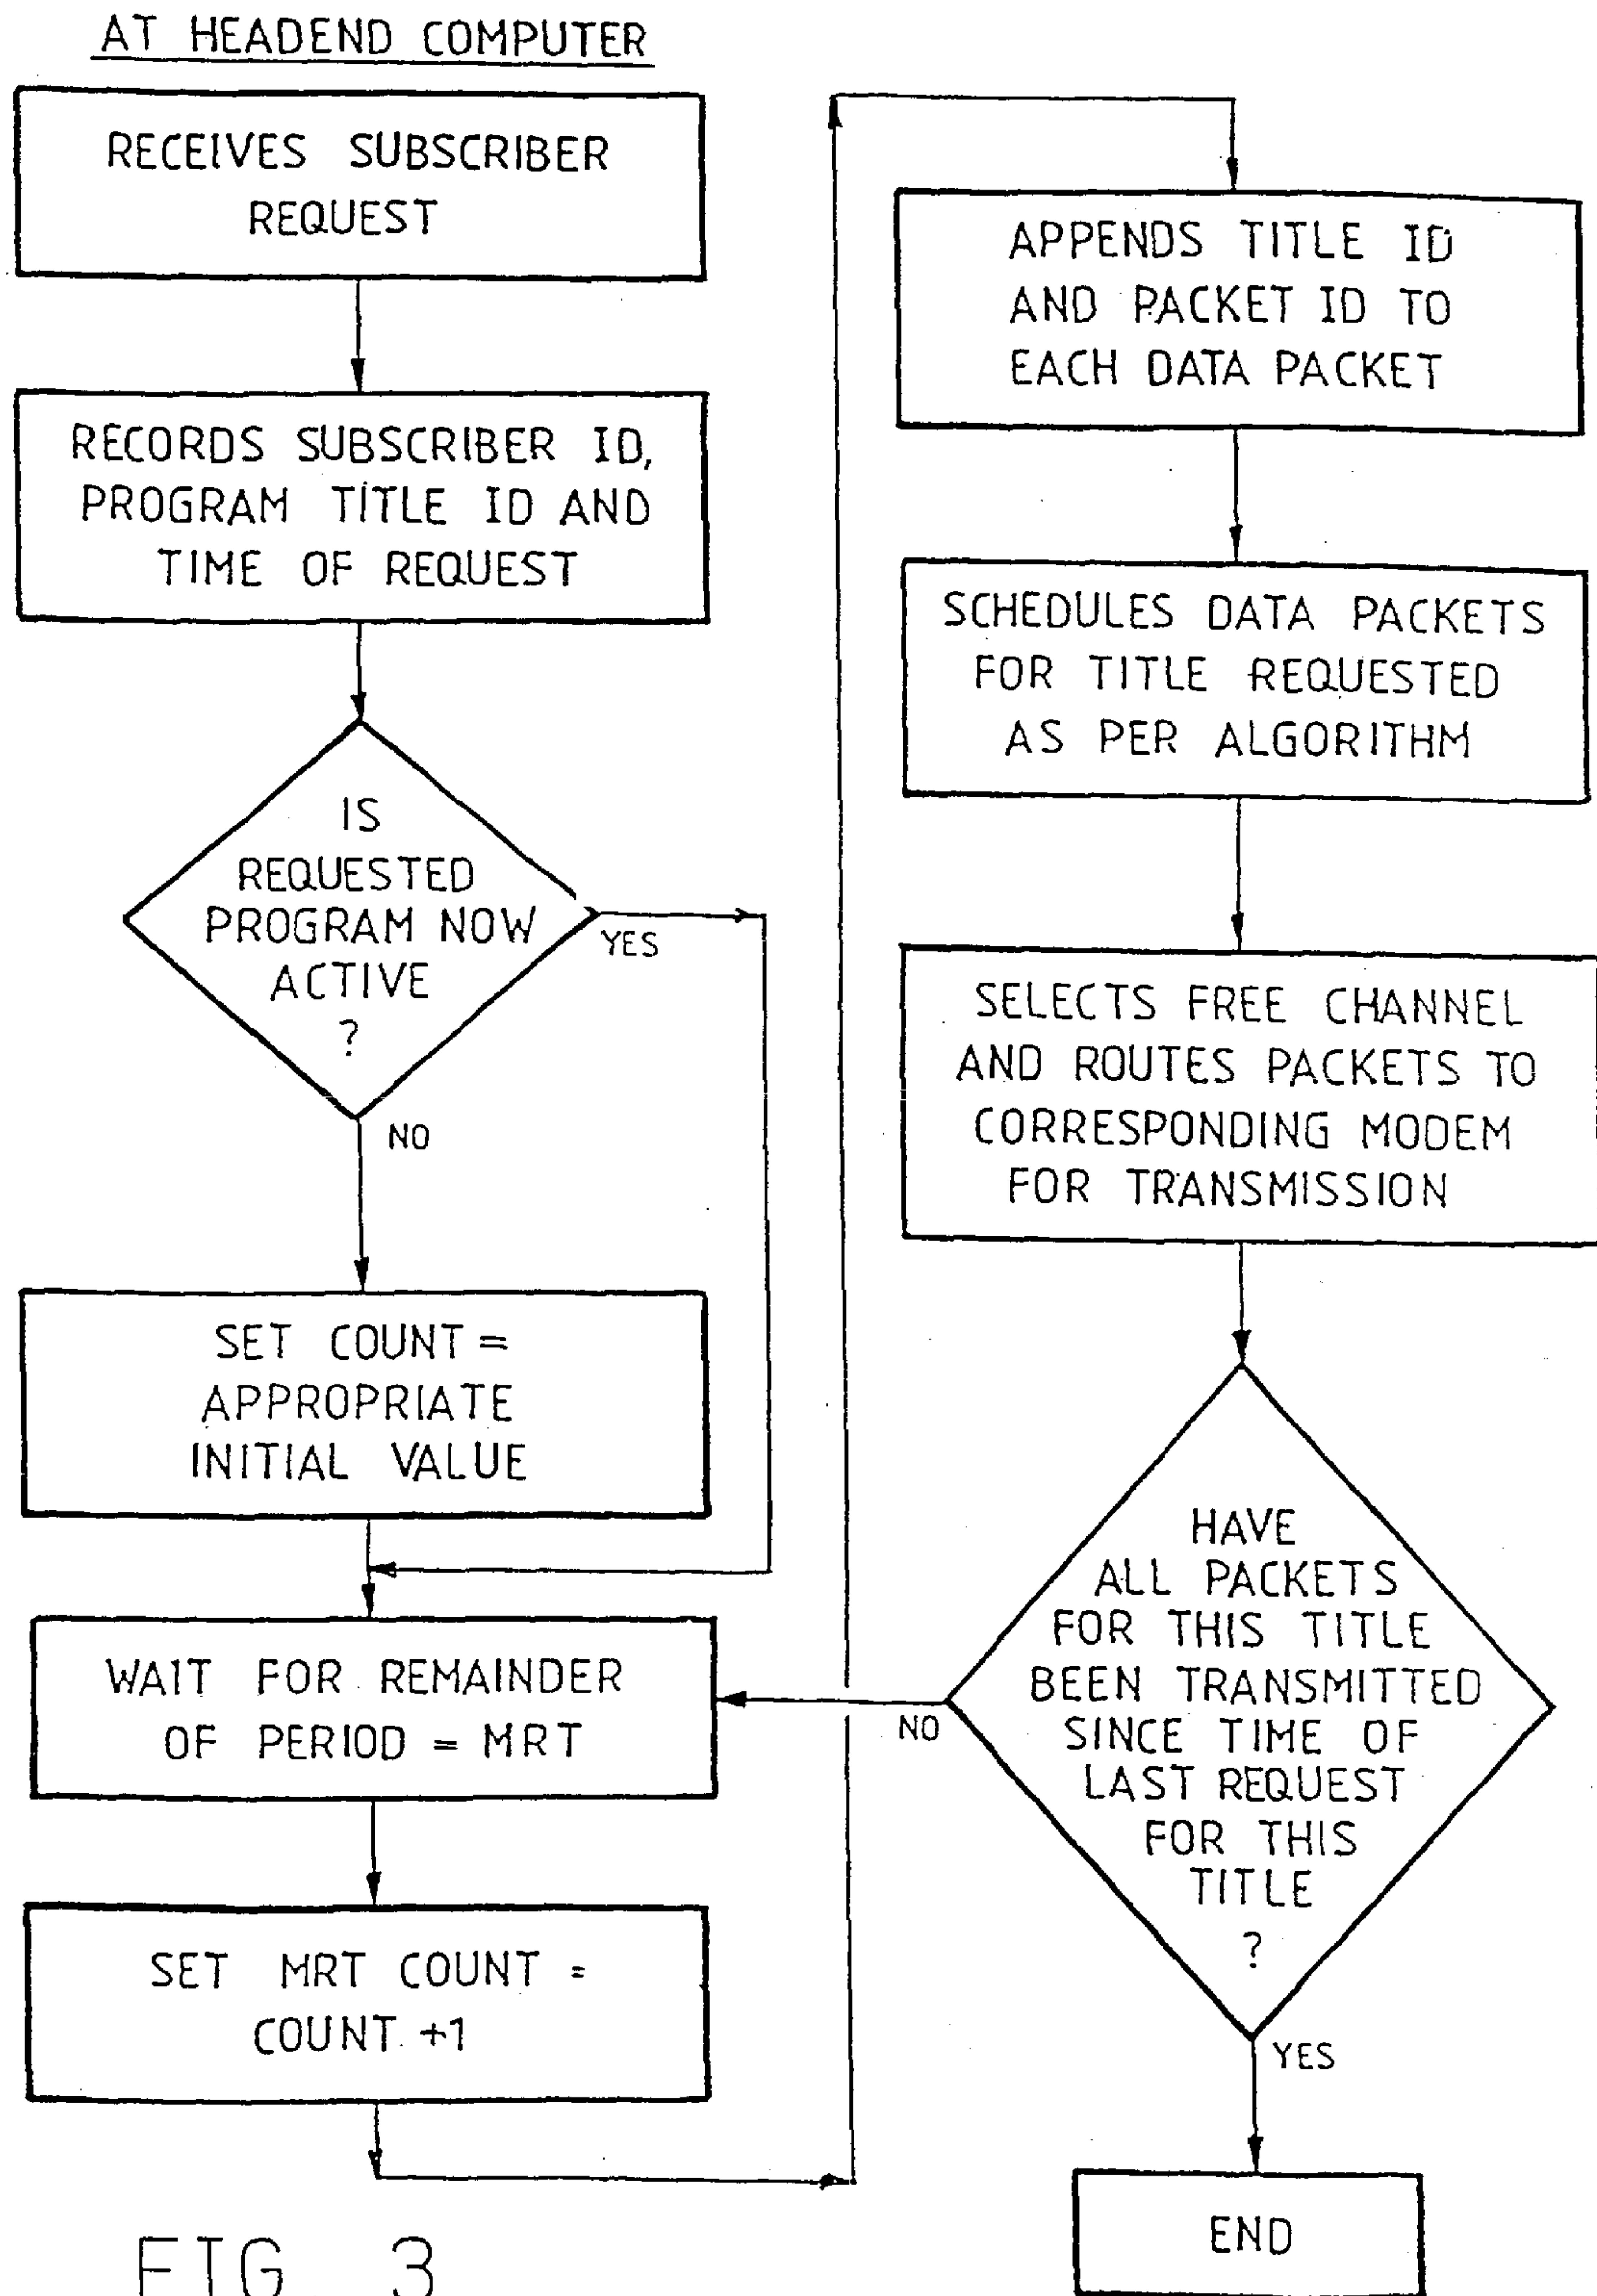 AT HEADEND COMPUTER
RECEIVES SUBSCRIBER
REQUEST
RECORDS SUBSCRIBER ID,
PROGRAM TITLE ID AND
TIME OF REQUEST
IS
REQUESTED
PROGRAM NOW
ACTIVE
?
YES
NO
SET COUNT =
APPROPRIATE
INITIAL VALUE
WAIT FOR REMAINDER
OF PERIOD = MRT
SET MRT COUNT =
COUNT +1
APPENDS TITLE ID
AND PACKET ID TO
EACH DATA PACKET
SCHEDULES DATA PACKETS
FOR TITLE REQUESTED
AS PER ALGORITHM
SELECTS FREE CHANNEL
AND ROUTES PACKETS TO
CORRESPONDING MODEM
FOR TRANSMISSION
HAVE
ALL PACKETS
FOR THIS TITLE
BEEN TRANSMITTED
SINCE TIME OF
LAST REQUEST
FOR THIS
TITLE
?
NO
YES
END
FIG 3